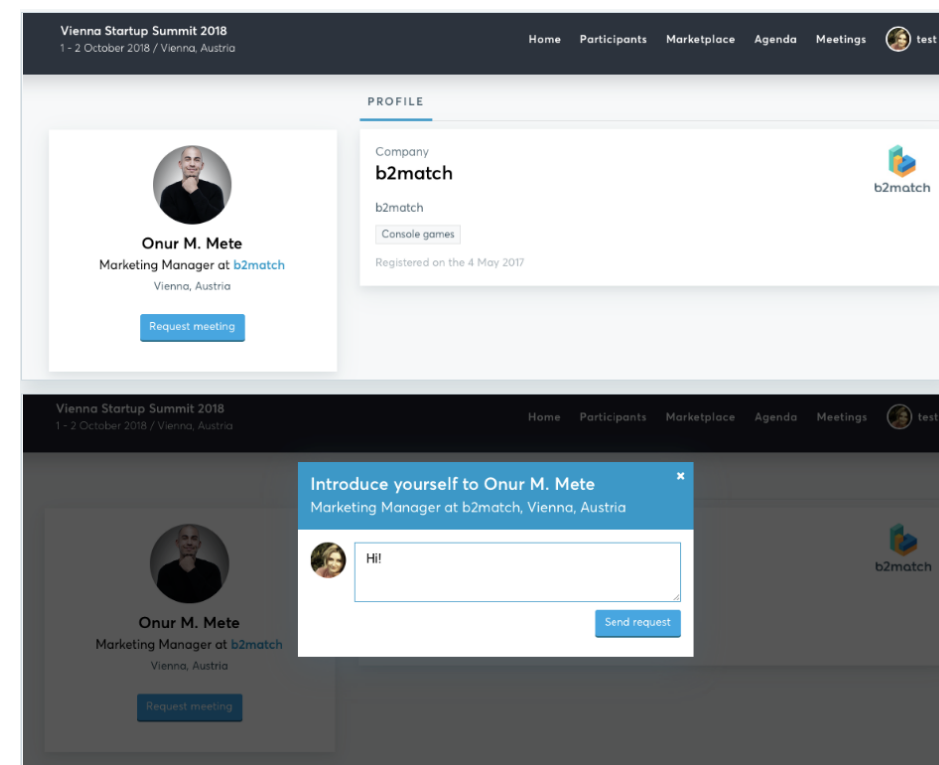 Vienna Startup Summit 2018
1 - 2 October 2018 / Vienna, Austria
Home Participants Marketplace Agenda Meetings test
PROFILE
Onur M. Mete
Marketing Manager at b2match
Vienna, Austria
Request meeting
Company
b2match
b2match
Console games
Registered on the 4 May 2017
b2match
Vienna Startup Summit 2018
1 - 2 October 2018 / Vienna, Austria
Home Participants Marketplace Agenda Meetings test
Introduce yourself to Onur M. Mete
Marketing Manager at b2match, Vienna, Austria
Hi!
Send request
b2match
Onur M. Mete
Marketing Manager at b2match
Vienna, Austria
Request meeting